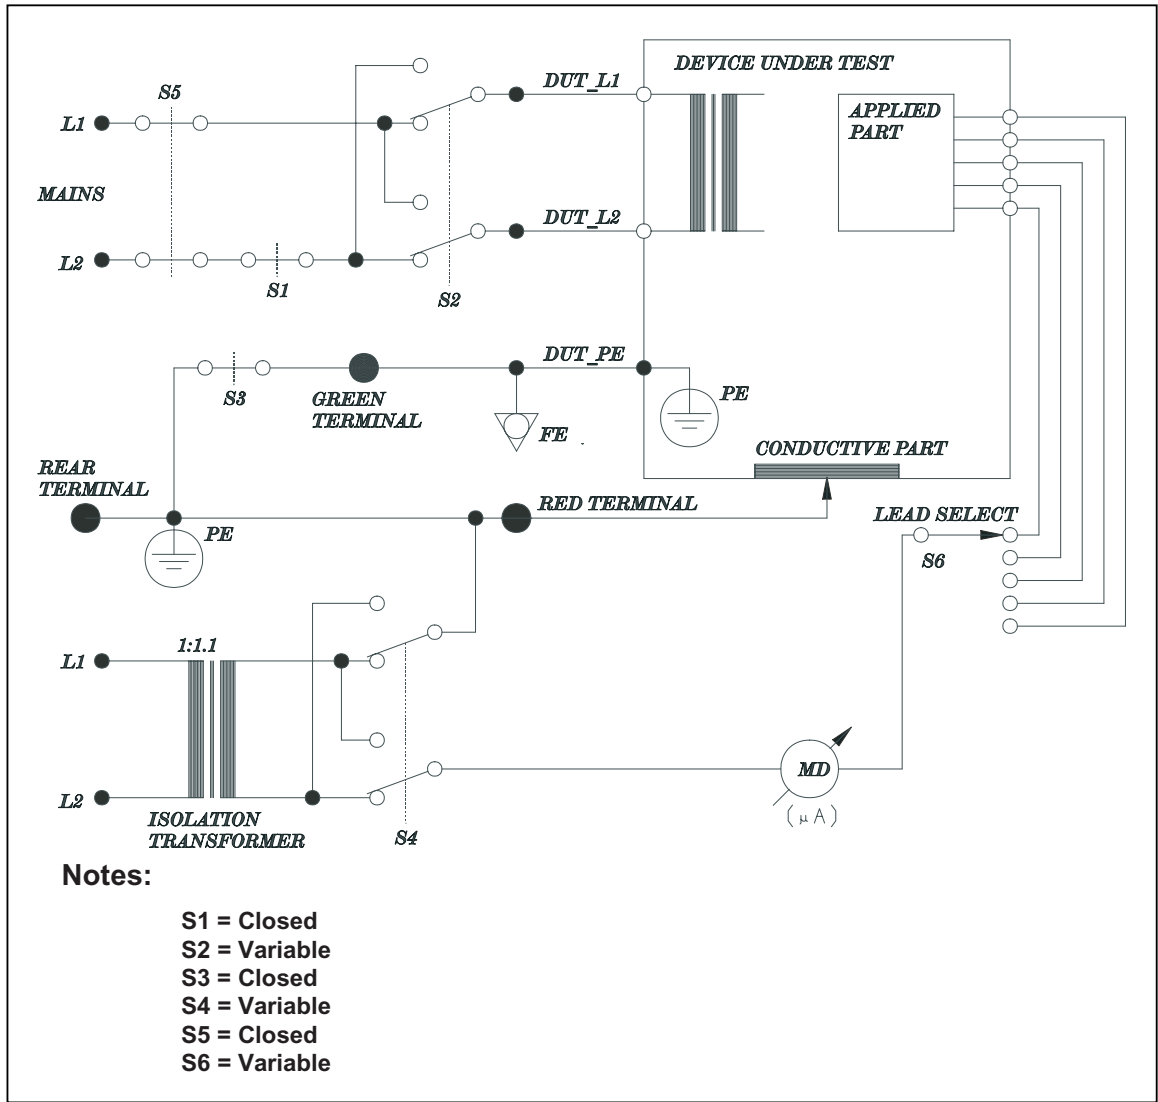 DEVICE UNDER TEST
DUT_L1
S5
APPLIED
PART
L1
MAINS
DUT_L2
L2
S1
S2
DUT_PE
S3
GREEN
TERMINAL
PE
FE
CONDUCTIVE PART
REAR
TERMINAL
RED TERMINAL
LEAD SELECT
PE
S6
1:1.1
L1
MD
L2
(µA)
ISOLATION
TRANSFORMER
S4
Notes:
S1 = Closed
S2 = Variable
S3 = Closed
S4 = Variable
S5 = Closed
S6 = Variable